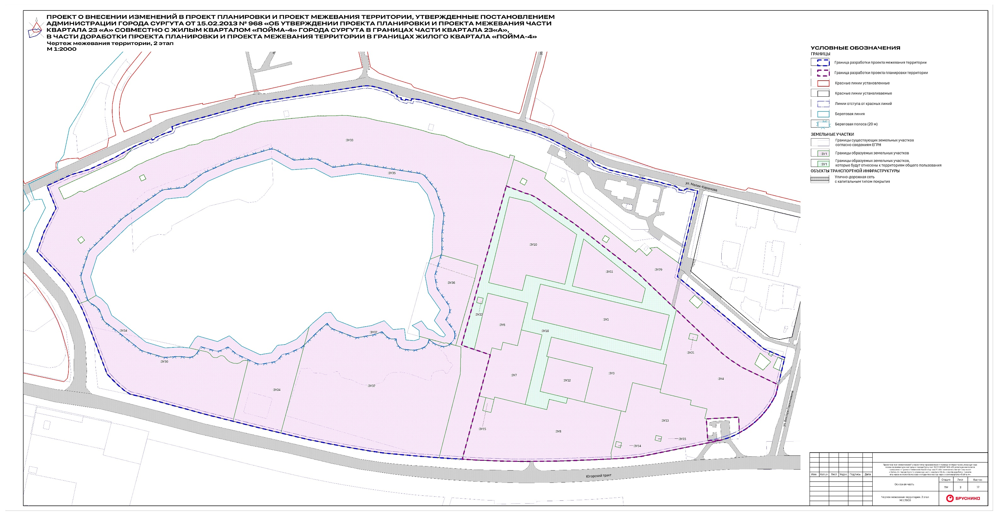 ПРОЕКТ О ВНЕСЕНИИ ИЗМЕНЕНИЙ В ПРОЕКТ ПЛАНИРОВКИ И ПРОЕКТ МЕЖЕВАНИЯ ТЕРРИТОРИИ, УТВЕРЖДЕННЫЕ ПОСТАНОВЛЕНИЕМ
АДМИНИСТРАЦИИ ГОРОДА СУРГУТА ОТ 15.02.2013 № 968 «ОБ УТВЕРЖДЕНИИ ПРОЕКТА ПЛАНИРОВКИ И ПРОЕКТА МЕЖЕВАНИЯ ЧАСТИ
КВАРТАЛА 23 «А» СОВМЕСТНО С ЖИЛЫМ КВАРТАЛОМ «ПОЙМА-4» ГОРОДА СУРГУТА В ГРАНИЦАХ ЧАСТИ КВАРТАЛА 23«А»,
В ЧАСТИ ДОРАБОТКИ ПРОЕКТА ПЛАНИРОВКИ И ПРОЕКТА МЕЖЕВАНИЯ ТЕРРИТОРИИ В ГРАНИЦАХ ЖИЛОГО КВАРТАЛА «ПОЙМА-4»
Чертеж межевания территории, 2 этап
М 1:2000
УСЛОВНЫЕ ОБОЗНАЧЕНИЯ
ГРАНИЦЫ
Граница разработки проекта межевания территории
Граница разработки проекта планировки территории
Красные линии установленные
Красные линии уставливаемые
Линии отступа от красных линий
Береговая линия
Береговая полоса (20 м)
ЗЕМЕЛЬНЫЕ УЧАСТКИ
Границы существующих земельных участков
согласно сведениям ЕГРН
:ЗУ1
Границы образуемых земельных участков
:ЗУ1
Границы образуемых земельных участков,
которые будут отнесены к территориям общего пользования
ОБЪЕКТЫ ТРАНСПОРТНОЙ ИНФРАСТРУКТУРЫ
Улично-дорожная сеть
с капитальным типом покрытия
:ЗУ33
:ЗУ35
ул. Мелик-Карамова
:ЗУ10
:ЗУ29
:ЗУ11
:ЗУ36
:ЗУ22
:ЗУ1
:ЗУ6
:ЗУ34
:ЗУ37
:ЗУ16
:ЗУ21
:ЗУ30
:ЗУ3
:ЗУ7
:ЗУ12
:ЗУ4
:ЗУ32
:ЗУ24
ул. Виктора Пархомовича
:ЗУ13
:ЗУ15
:ЗУ8
:ЗУ23
:ЗУ14
Югорский тракт
Изм. Кол.уч Лист №док. Подпись Дата
Основная часть
Стадия Лист Листов
ПМ 2 12
Чертеж межевания территории, 2 этап
М 1:2000
БРУСНИКА